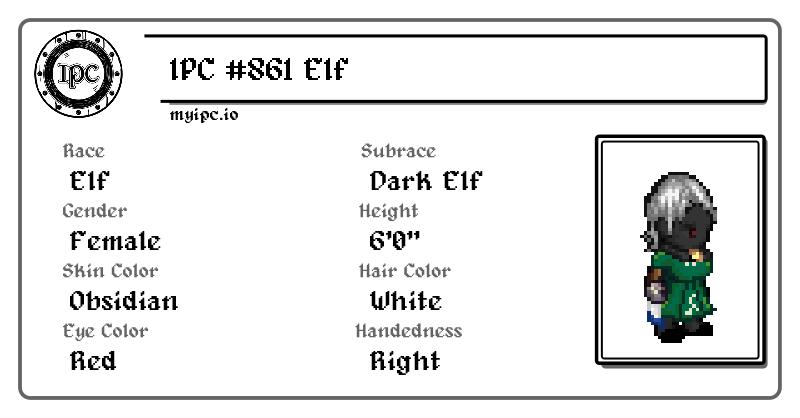 IPC
IPC #861 Elf
myipc.io
Race
Elf
Subrace
Dark Elf
Gender
Female
Height
6'0"
Skin Color
Obsidian
Hair Color
White
Eye Color
Red
Handedness
Right